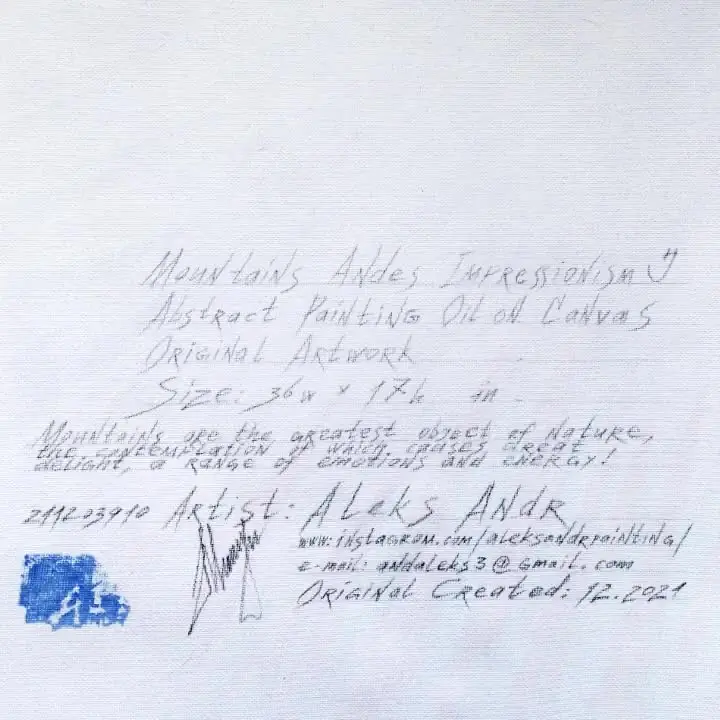 Mountains Andes Impressionism
Abstract Painting Oil on Canvas
Original Artwork
Size: 36w x 17h in.
Mountains are the greatest object of Nature,
the contemplation of which causes great
delight, a range of emotions and energy!
211203910 Artist: Aleks Andr
www.instagram.com/aleksandrpainting/
e-mail: andaleks3@gmail.com
Original Created: 12.2021